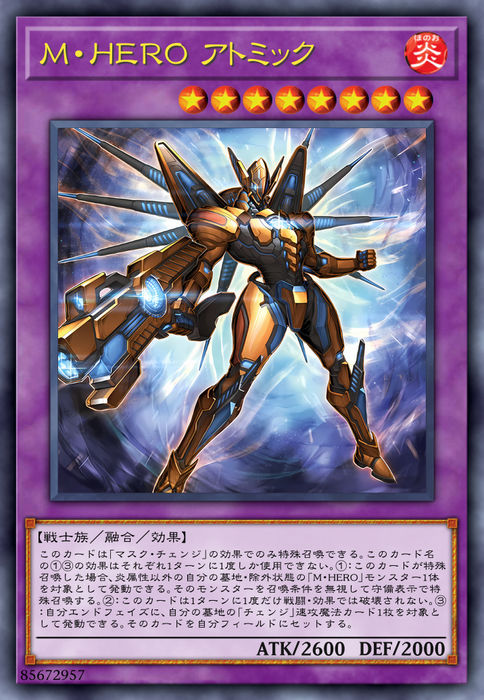 M・HERO アトミック
ほのお
炎
【戦士族/融合/効果】
このカードは「マスク・チェンジ」の効果でのみ特殊召喚できる。このカード名
の①③の効果はそれぞれ1ターンに1度しか使用できない。①:このカードが特
殊召喚した場合、炎属性以外の自分の墓地・除外状態の「M・HERO」モンスター1体
を対象として発動できる。そのモンスターを召喚条件を無視して守備表示で特
殊召喚する。②:このカードは1ターンに1度だけ戦闘・効果では破壊されない。③
:自分エンドフェイズに、自分の墓地の「チェンジ」速攻魔法カード1枚を対象と
して発動できる。そのカードを自分フィールドにセットする。
ATK/2600 DEF/2000
85672957